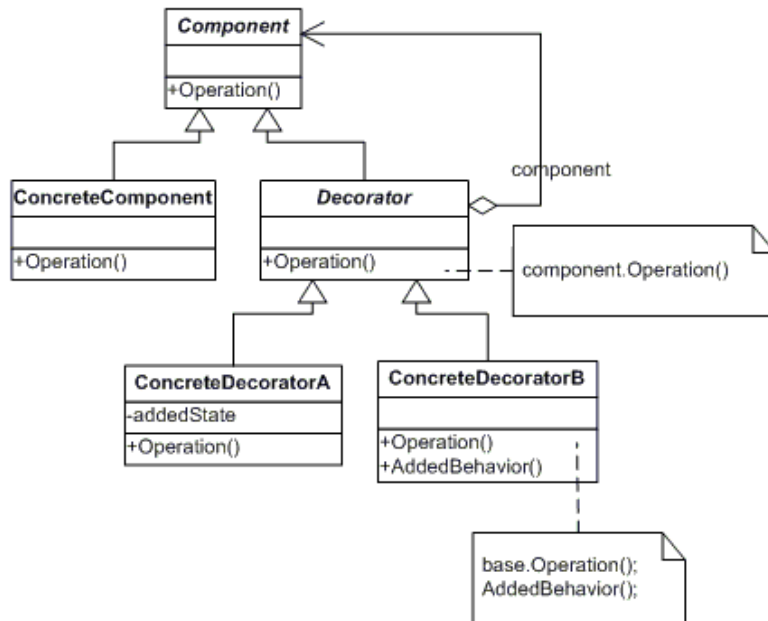 Component
+Operation()
component
ConcreteComponent
+Operation()
Decorator
+Operation()
component.Operation()
ConcreteDecoratorA
-addedState
+Operation()
ConcreteDecoratorB
+Operation()
+AddedBehavior()
base.Operation();
AddedBehavior();